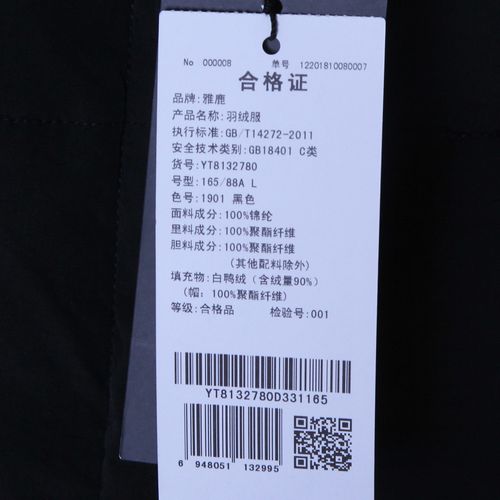 No 000008 单号 12201810080007
合格证
品牌:雅鹿
产品名称:羽绒服
执行标准:GB/T14272-2011
安全技术类别:GB18401 C类
货号:YT8132780
号型:165/88A L
色号:1901 黑色
面料成分:100%锦纶
里料成分:100%聚酯纤维
胆料成分:100%聚酯纤维
(其他配料除外)
填充物:白鸭绒(含绒量90%)
(帽:100%聚酯纤维)
等级:合格品 检验号:001
YT8132780D331165
6 948051 132995